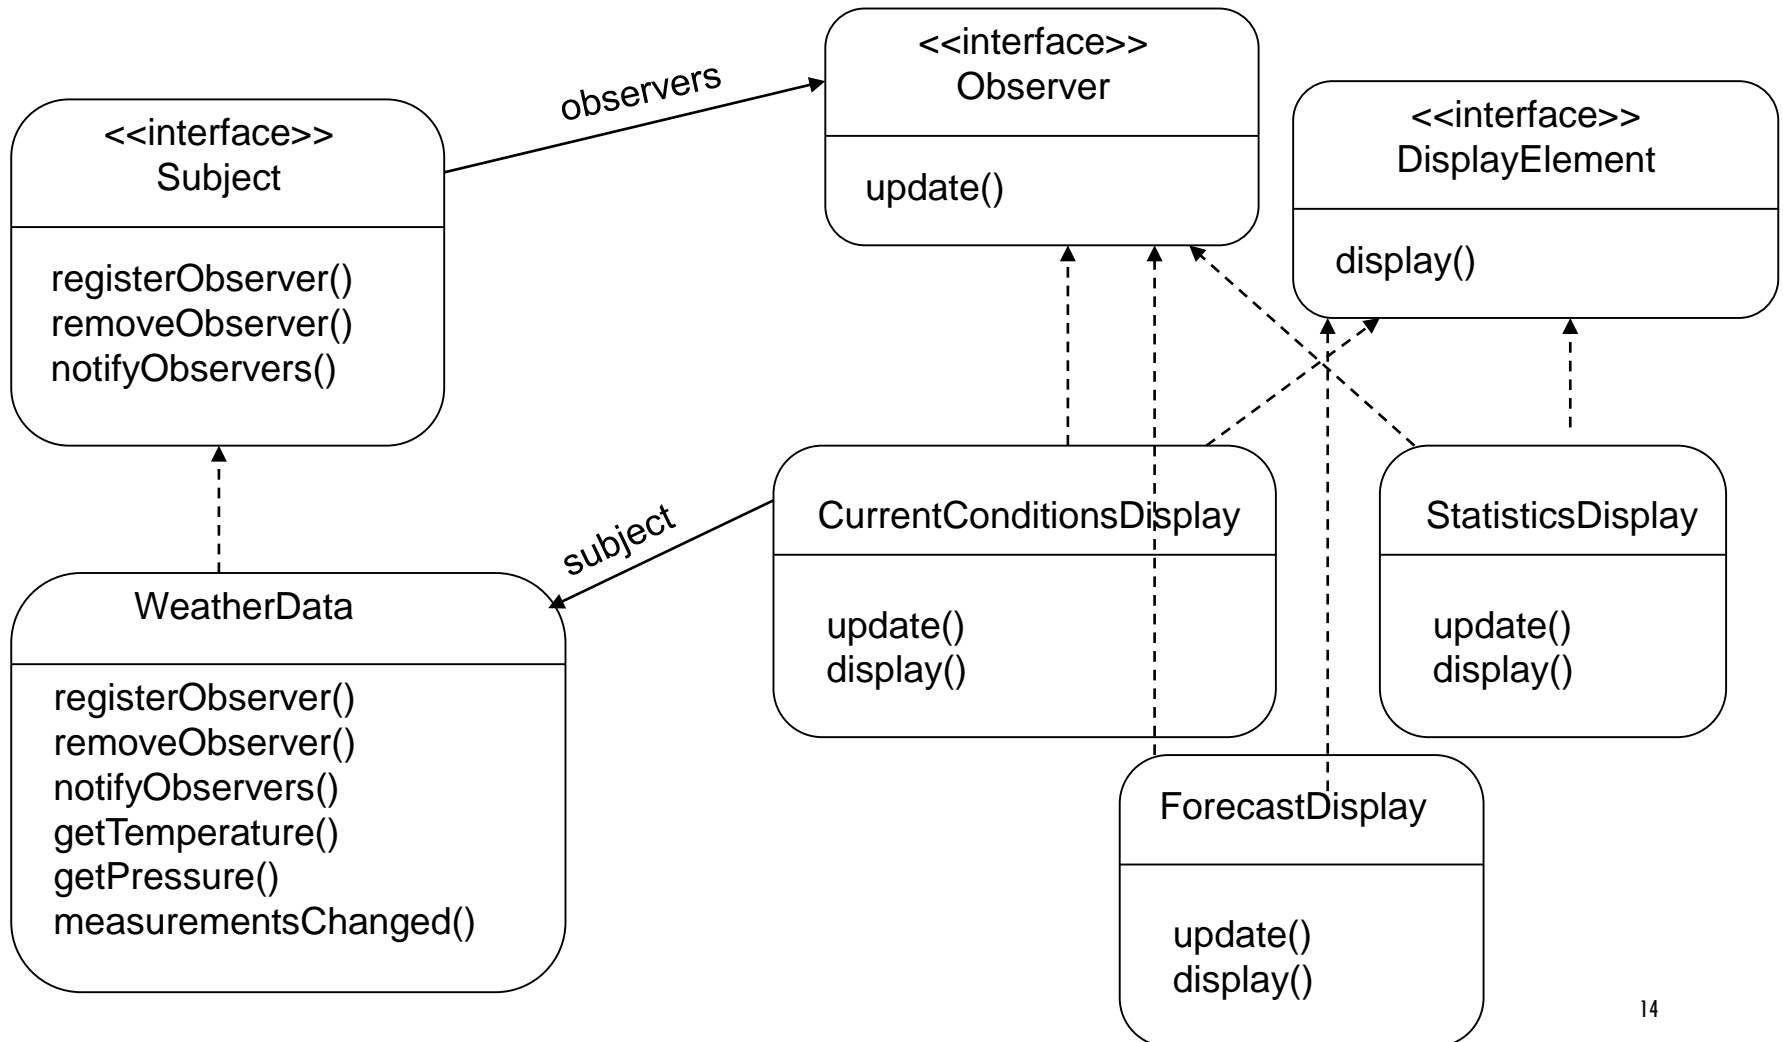 <<interface>>
Subject
registerObserver()
removeObserver()
notifyObservers()
observers
<<interface>>
Observer
update()
<<interface>>
DisplayElement
display()
WeatherData
registerObserver()
removeObserver()
notifyObservers()
getTemperature()
getPressure()
measurementsChanged()
subject
CurrentConditionsDisplay
update()
display()
StatisticsDisplay
update()
display()
ForecastDisplay
update()
display()
14